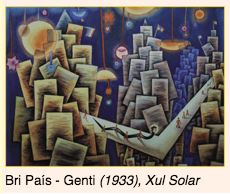 Bri País - Genti (1933), Xul Solar